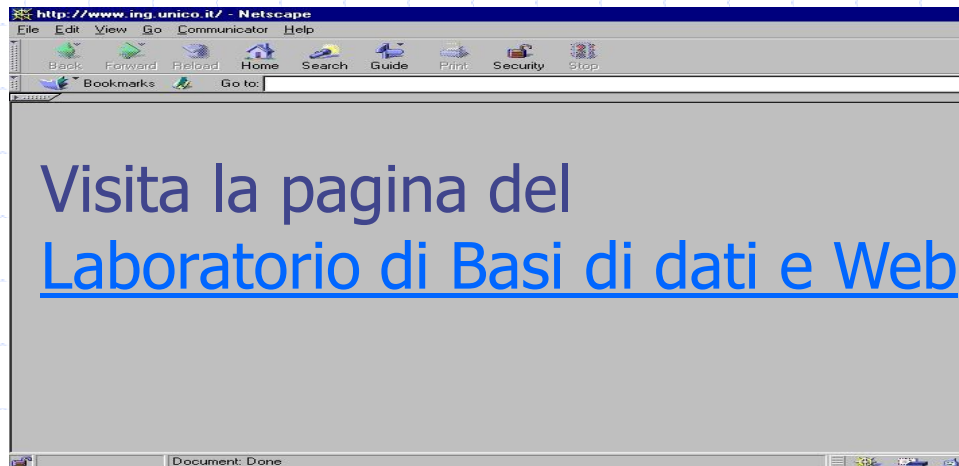 http://www.ing.unico.it/ - Netscape
File Edit View Go Communicator Help
Back Forward Reload Home Search Guide Print Security Stop
Bookmarks Go to:
Visita la pagina del
Laboratorio di Basi di dati e Web
Document: Done